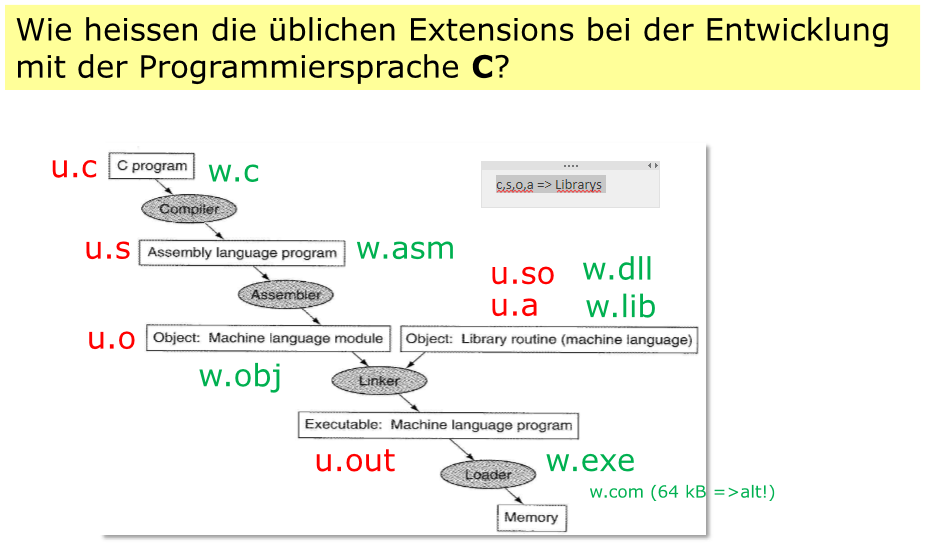 Wie heissen die üblichen Extensions bei der Entwicklung
mit der Programmiersprache C?
u.c C program w.c
c,s,o,a => Librarys
Compiler
u.s Assembly language program w.asm
Assembler
u.so w.dll
u.a w.lib
u.o Object: Machine language module Object: Library routine (machine language)
w.obj Linker
Executable: Machine language program
u.out Loader w.exe
w.com (64 kB =>alt!)
Memory